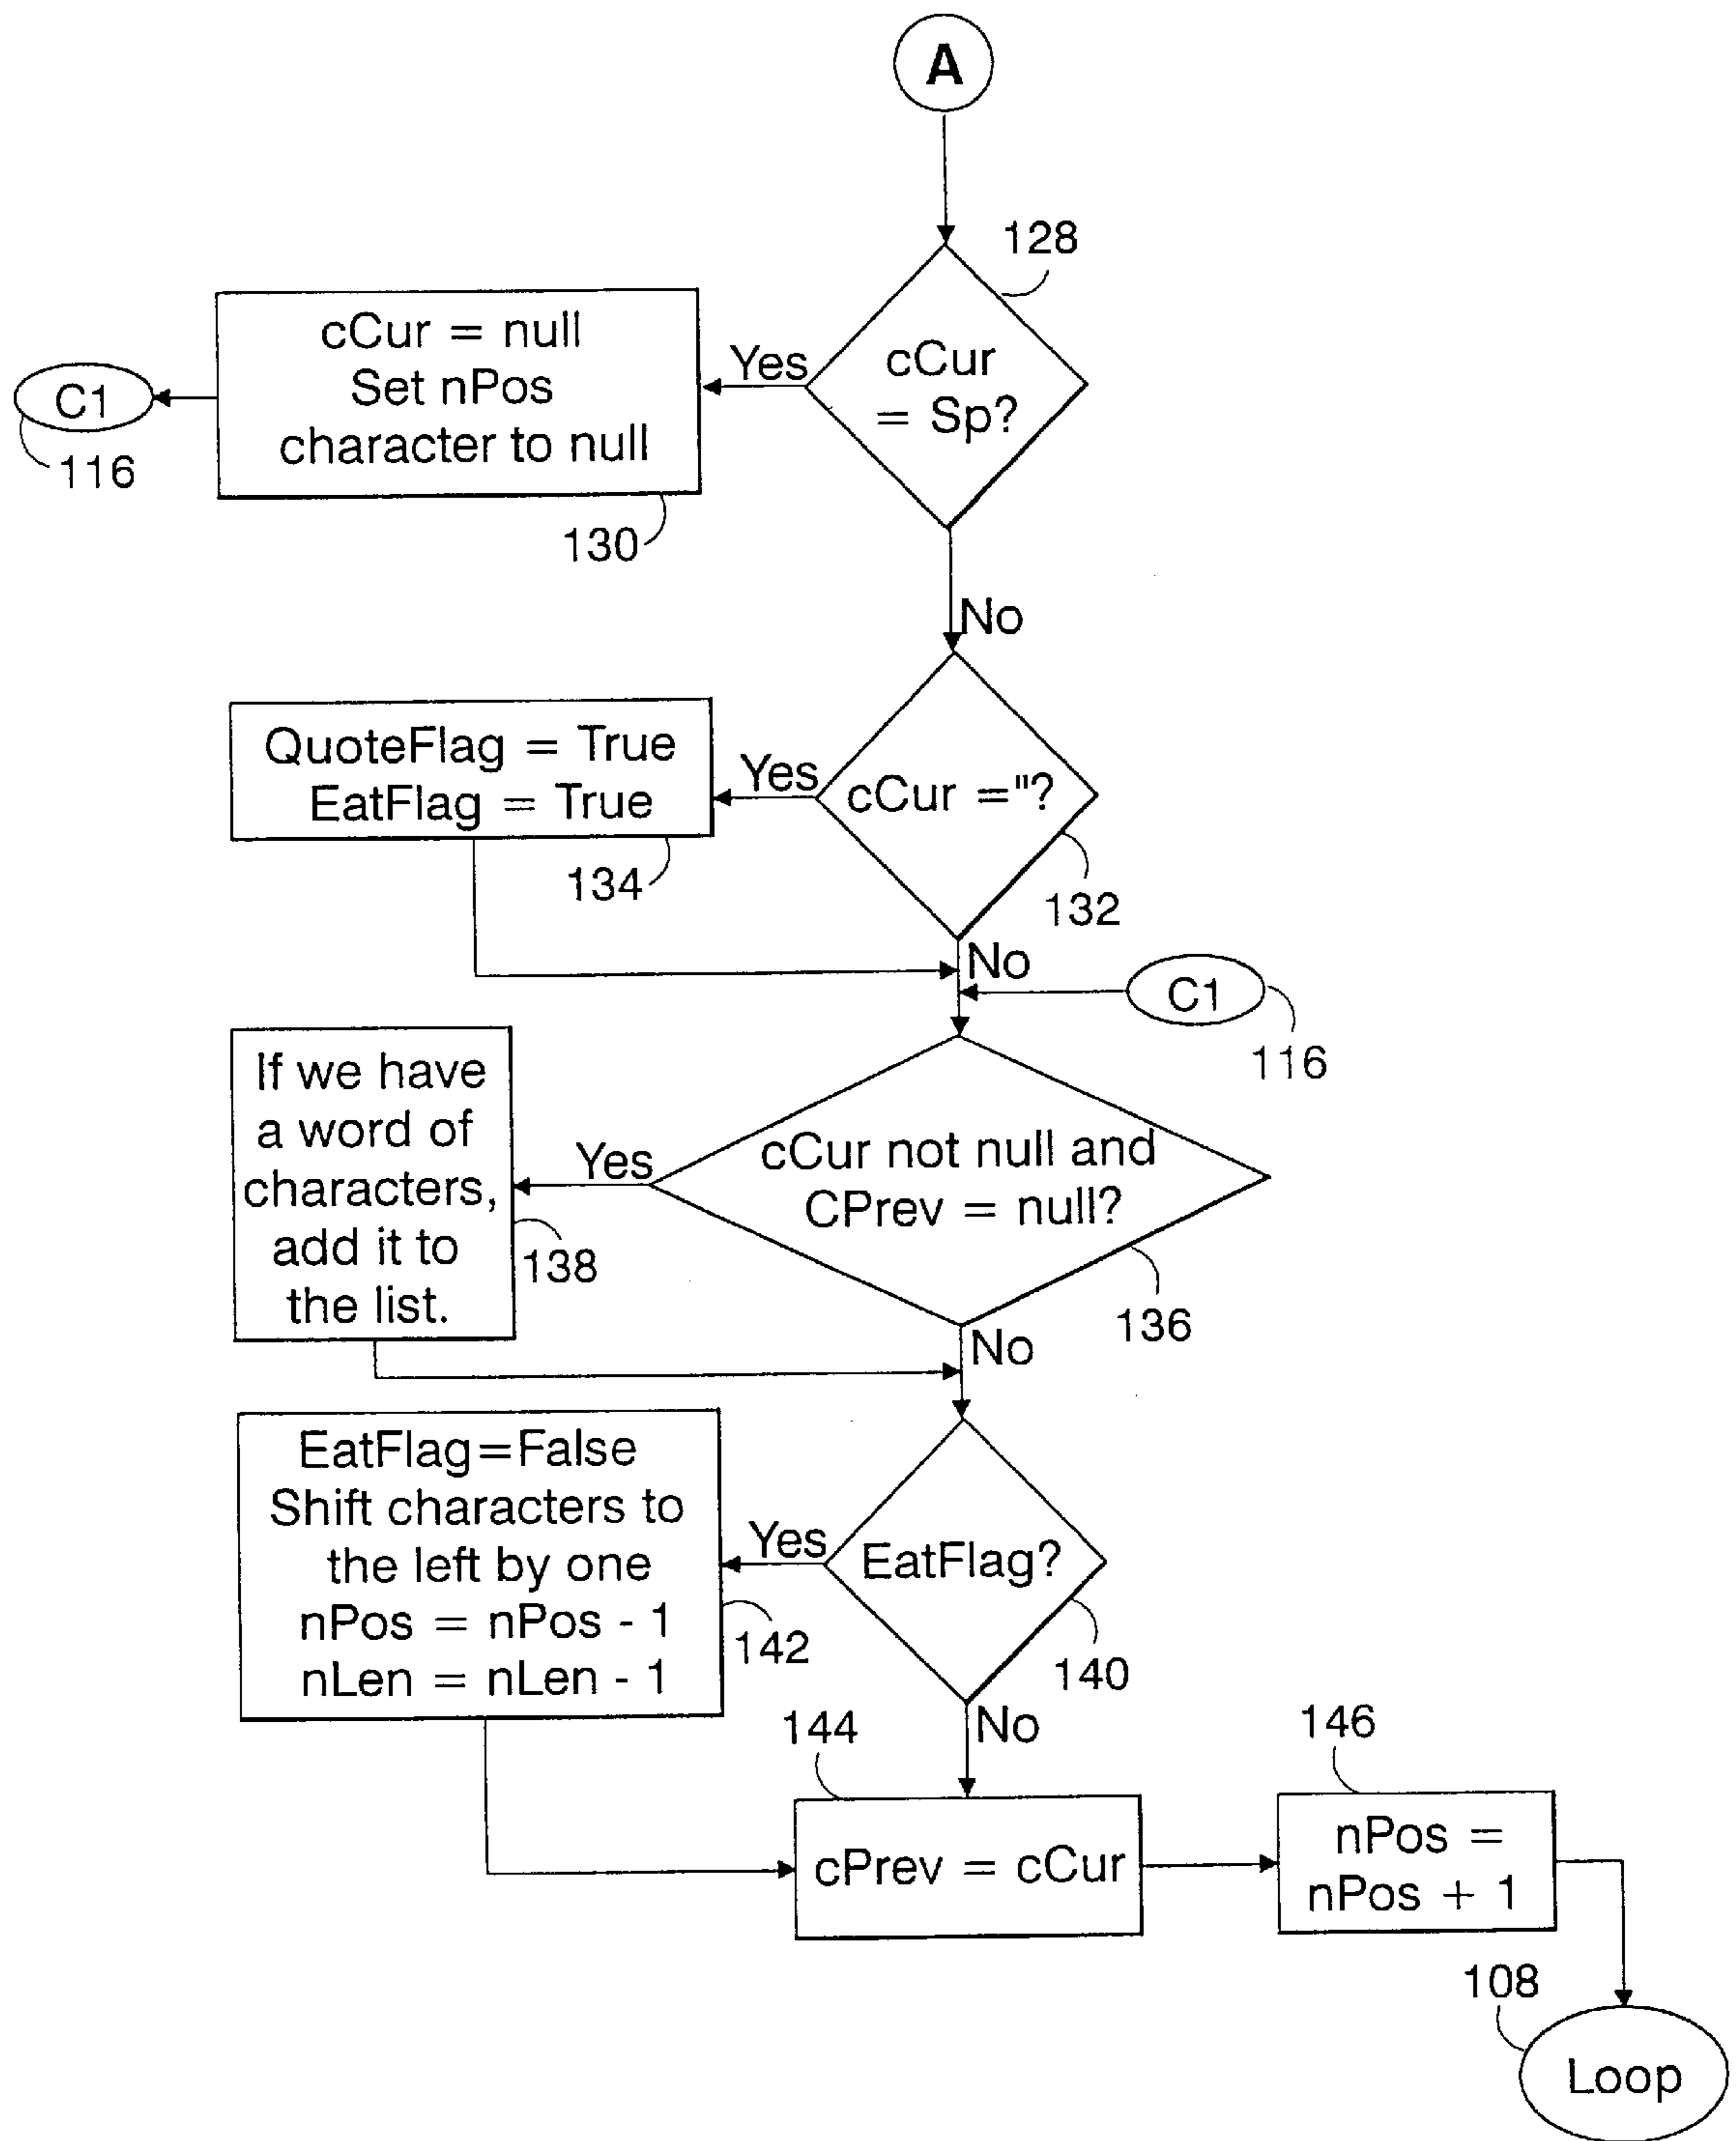 A
128
cCur = null
Set nPos
character to null
Yes
cCur
= Sp?
C1
116
130
No
QuoteFlag = True
EatFlag = True
Yes
cCur ="?
134
132
No
C1
116
If we have
a word of
characters,
add it to
the list.
138
Yes
cCur not null and
CPrev = null?
136
No
EatFlag=False
Shift characters to
the left by one
nPos = nPos - 1
nLen = nLen - 1
142
Yes
EatFlag?
140
No
144
cPrev = cCur
146
nPos =
nPos + 1
108
Loop